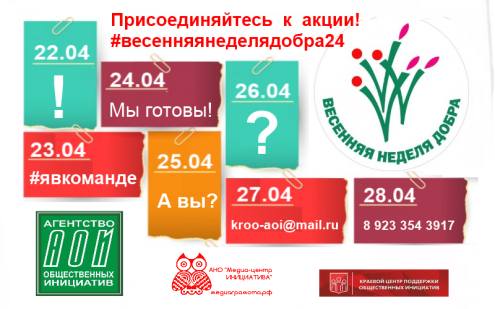 Присоединяйтесь к акции!
#весенняянеделядобра24
22.04
!
24.04
Мы готовы!
26.04
?
ВЕСЕННЯЯ НЕДЕЛЯ ДОБРА
23.04
#явкоманде
25.04
А вы?
27.04
kroo-aoi@mail.ru
28.04
8 923 354 3917
АГЕНТСТВО
АОИ
ОБЩЕСТВЕННЫХ
ИНИЦИАТИВ
АНО "Медиа-центр
ИНИЦИАТИВА"
медиаграмота.рф
КРАЕВОЙ ЦЕНТР ПОДДЕРЖКИ
ОБЩЕСТВЕННЫХ ИНИЦИАТИВ